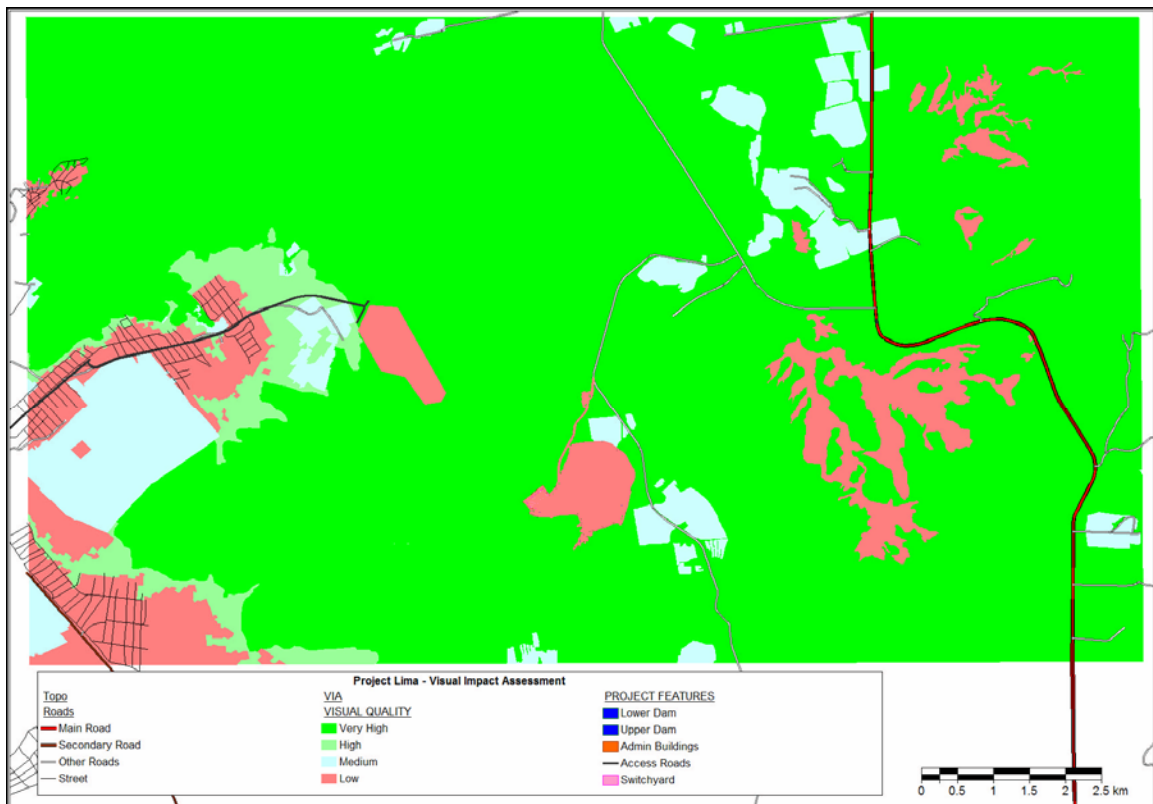 Project Lima - Visual Impact Assessment
Topo
Roads
Main Road
Secondary Road
Other Roads
Street
VIA
VISUAL QUALITY
Very High
High
Medium
Low
PROJECT FEATURES
Lower Dam
Upper Dam
Admin Buildings
Access Roads
Switchyard
0 0.5 1 1.5 2 2.5 km